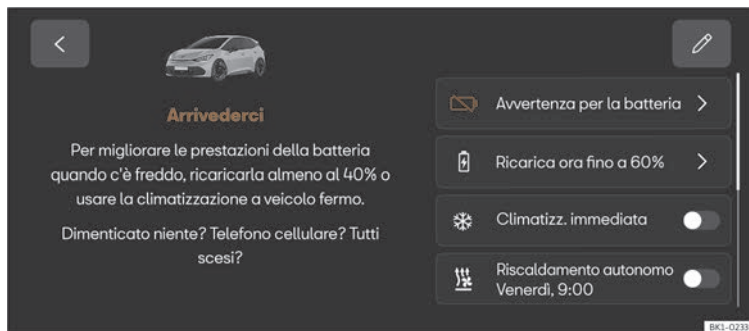 Arrivederci
Per migliorare le prestazioni della batteria
quando c'è freddo, ricaricarla almeno al 40% o
usare la climatizzazione a veicolo fermo.
Dimenticato niente? Telefono cellulare? Tutti
scesi?
Avvertenza per la batteria
Ricarica ora fino a 60%
Climatizz. immediata
Riscaldamento autonomo
Venerdì, 9:00
BK1-0233